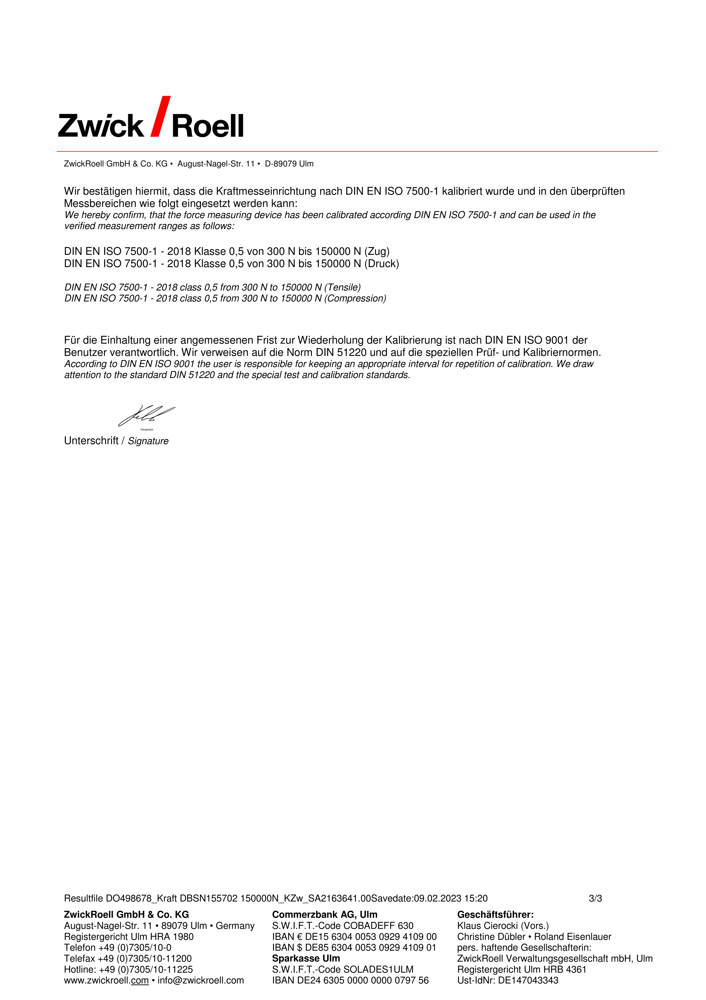 Zwick / Roell
ZwickRoell GmbH & Co. KG • August-Nagel-Str. 11 • D-89079 Ulm
Wir bestätigen hiermit, dass die Kraftmesseinrichtung nach DIN EN ISO 7500-1 kalibriert wurde und in den überprüften
Messbereichen wie folgt eingesetzt werden kann:
We hereby confirm, that the force measuring device has been calibrated according DIN EN ISO 7500-1 and can be used in the
verified measurement ranges as follows:
DIN EN ISO 7500-1 - 2018 Klasse 0,5 von 300 N bis 150000 N (Zug)
DIN EN ISO 7500-1 - 2018 Klasse 0,5 von 300 N bis 150000 N (Druck)
DIN EN ISO 7500-1 - 2018 class 0,5 from 300 N to 150000 N (Tensile)
DIN EN ISO 7500-1 - 2018 class 0,5 from 300 N to 150000 N (Compression)
Für die Einhaltung einer angemessenen Frist zur Wiederholung der Kalibrierung ist nach DIN EN ISO 9001 der
Benutzer verantwortlich. Wir verweisen auf die Norm DIN 51220 und auf die speziellen Prüf- und Kalibriernormen.
According to DIN EN ISO 9001 the user is responsible for keeping an appropriate interval for repetition of calibration. We draw
attention to the standard DIN 51220 and the special test and calibration standards.
Hinderlich
Unterschrift / Signature
Resultfile DO498678_Kraft DBSN155702 150000N_KZw_SA2163641.00Savedate:09.02.2023 15:20 3/3
ZwickRoell GmbH & Co. KG
August-Nagel-Str. 11 • 89079 Ulm • Germany
Registergericht Ulm HRA 1980
Telefon +49 (0)7305/10-0
Telefax +49 (0)7305/10-11200
Hotline: +49 (0)7305/10-11225
www.zwickroell.com • info@zwickroell.com
Commerzbank AG, Ulm
S.W.I.F.T.-Code COBADEFF 630
IBAN € DE15 6304 0053 0929 4109 00
IBAN $ DE85 6304 0053 0929 4109 01
Sparkasse Ulm
S.W.I.F.T.-Code SOLADES1ULM
IBAN DE24 6305 0000 0000 0797 56
Geschäftsführer:
Klaus Cierocki (Vors.)
Christine Dübler • Roland Eisenlauer
pers. haftende Gesellschafterin:
ZwickRoell Verwaltungsgesellschaft mbH, Ulm
Registergericht Ulm HRB 4361
Ust-IdNr: DE147043343